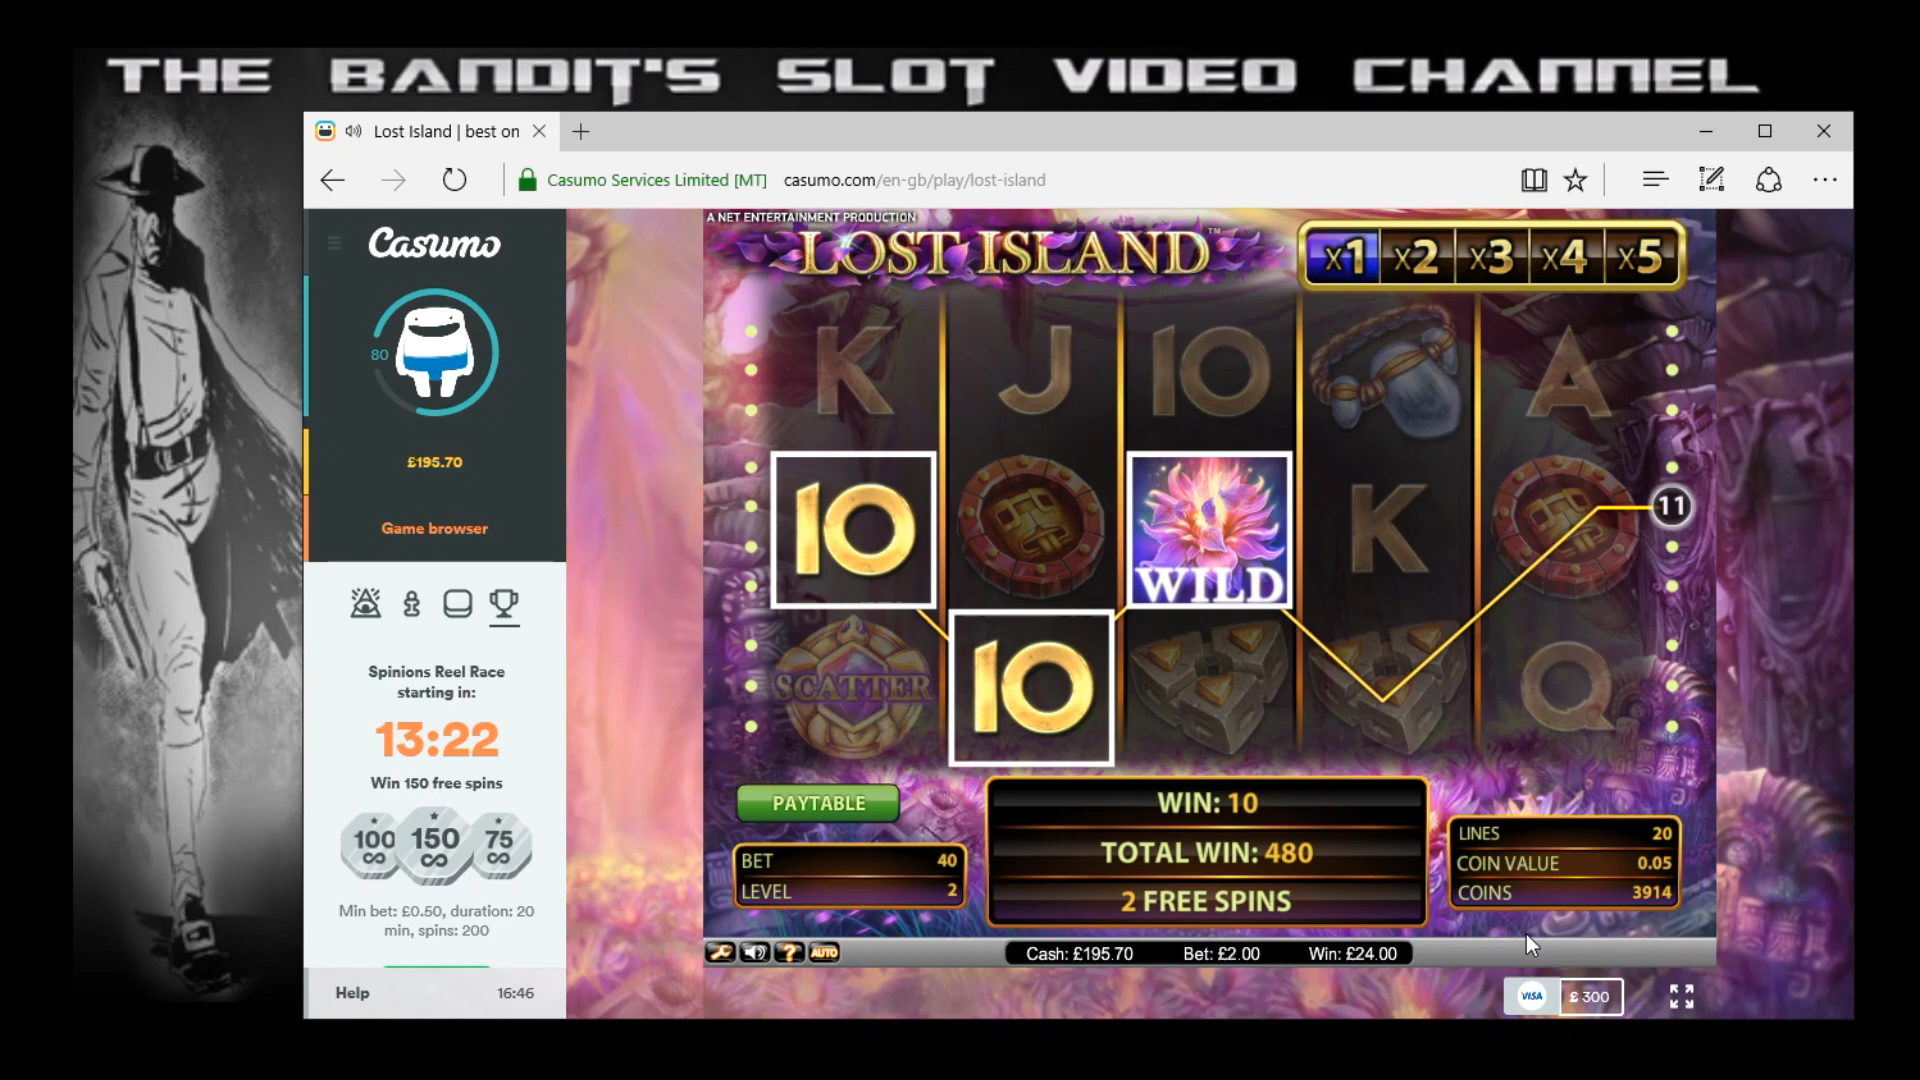 THE BANDIT'S SLOT VIDEO CHANNEL
Lost Island | best on
Casumo Services Limited [MT] casumo.com/en-gb/play/lost-island
Casumo
80
£195.70
Game browser
Spinions Reel Race
starting in:
13:22
Win 150 free spins
100 150 75
∞ ∞ ∞
Min bet: £0.50, duration: 20
min, spins: 200
Help 16:46
A NET ENTERTAINMENT PRODUCTION
LOST ISLAND™
x1 x2 x3 x4 x5
K J 10 A
10 WILD K 11
SCATTER 10 Q
PAYTABLE
BET 40
LEVEL 2
WIN: 10
TOTAL WIN: 480
2 FREE SPINS
LINES 20
COIN VALUE 0.05
COINS 3914
? AUTO
Cash: £195.70 Bet: £2.00 Win: £24.00
VISA £ 300